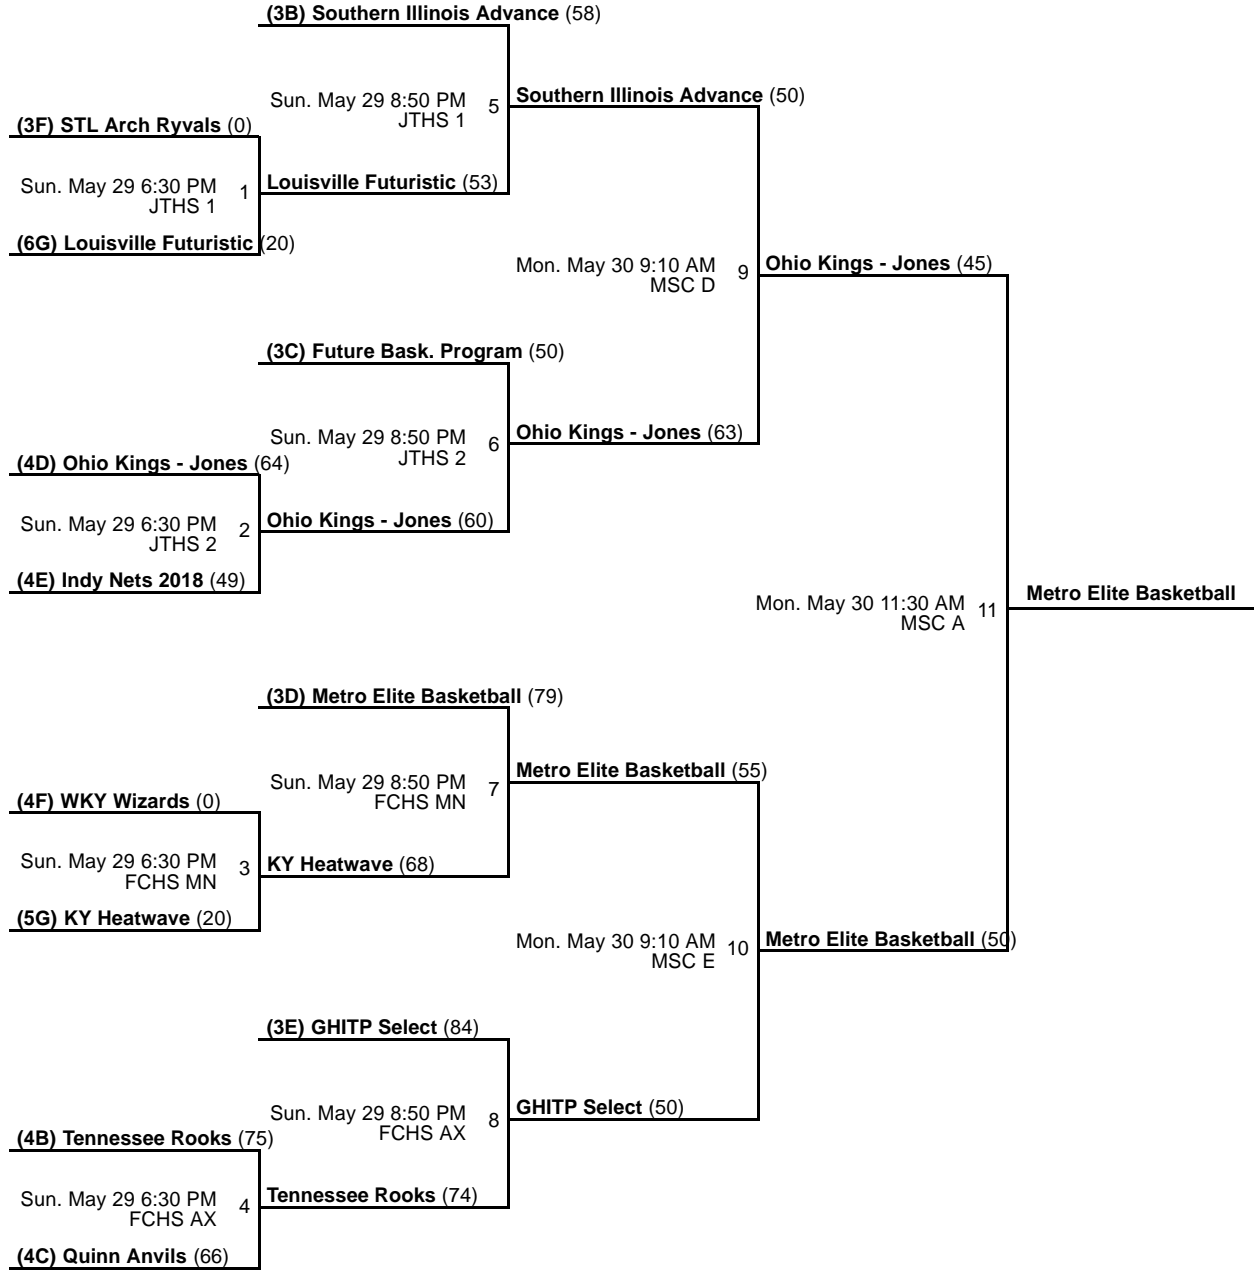 (3B) Southern Illinois Advance (58)
Sun. May 29 8:50 PM
JTHS 1
5
Southern Illinois Advance (50)
(3F) STL Arch Ryvals (0)
Sun. May 29 6:30 PM
JTHS 1
1
Louisville Futuristic (53)
(6G) Louisville Futuristic (20)
Mon. May 30 9:10 AM
MSC D
9
Ohio Kings - Jones (45)
(3C) Future Bask. Program (50)
Sun. May 29 8:50 PM
JTHS 2
6
Ohio Kings - Jones (63)
(4D) Ohio Kings - Jones (64)
Sun. May 29 6:30 PM
JTHS 2
2
Ohio Kings - Jones (60)
(4E) Indy Nets 2018 (49)
Mon. May 30 11:30 AM
MSC A
11
Metro Elite Basketball
(3D) Metro Elite Basketball (79)
Sun. May 29 8:50 PM
FCHS MN
7
Metro Elite Basketball (55)
(4F) WKY Wizards (0)
Sun. May 29 6:30 PM
FCHS MN
3
KY Heatwave (68)
(5G) KY Heatwave (20)
Mon. May 30 9:10 AM
MSC E
10
Metro Elite Basketball (50)
(3E) GHITP Select (84)
Sun. May 29 8:50 PM
FCHS AX
8
GHITP Select (50)
(4B) Tennessee Rooks (75)
Sun. May 29 6:30 PM
FCHS AX
4
Tennessee Rooks (74)
(4C) Quinn Anvils (66)